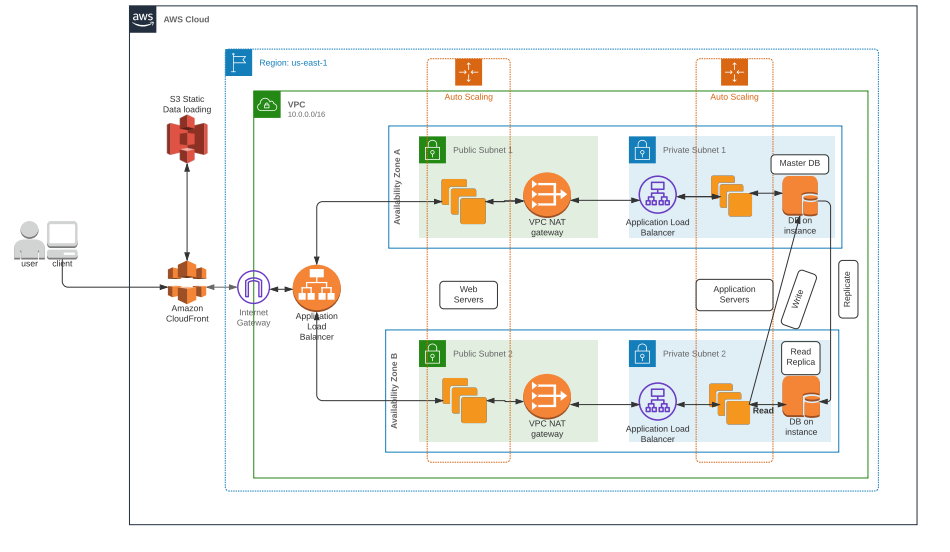 aws
AWS Cloud
Region: us-east-1
S3 Static
Data loading
Auto Scaling
Auto Scaling
VPC
10.0.0.0/16
Availability Zone A
Public Subnet 1
Private Subnet 1
Master DB
VPC NAT
gateway
Application Load
Balancer
DB on
instance
user
client
Amazon
CloudFront
Internet
Gateway
Application
Load
Balancer
Web
Servers
Application
Servers
Write
Replicate
Availability Zone B
Public Subnet 2
Private Subnet 2
Read
Replica
Read
VPC NAT
gateway
Application Load
Balancer
DB on
instance